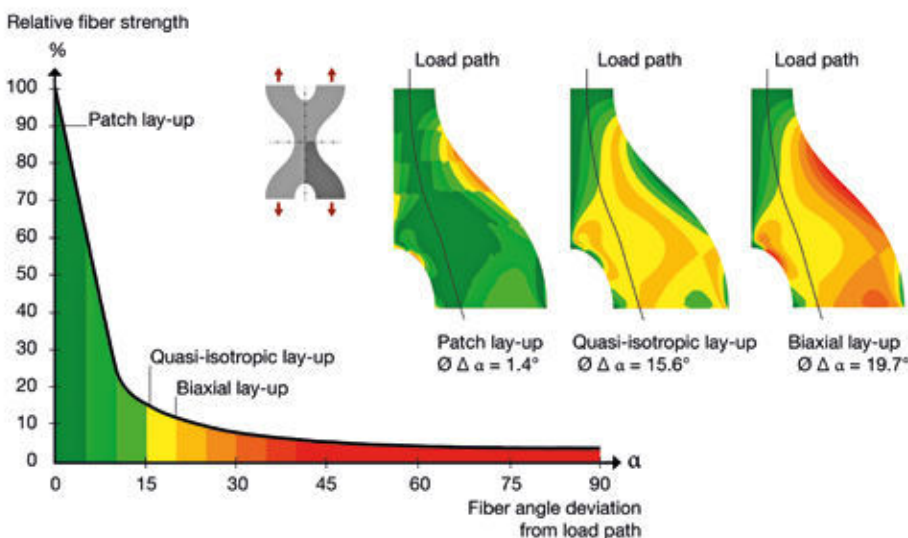 Relative fiber strength
%
100
90
80
70
60
50
40
30
20
10
0
Patch lay-up
Quasi-isotropic lay-up
Biaxial lay-up
0
15
30
45
60
75
90
α
Fiber angle deviation
from load path
Load path
Load path
Load path
Patch lay-up
Ø Δ α = 1.4°
Quasi-isotropic lay-up
Ø Δ α = 15.6°
Biaxial lay-up
Ø Δ α = 19.7°